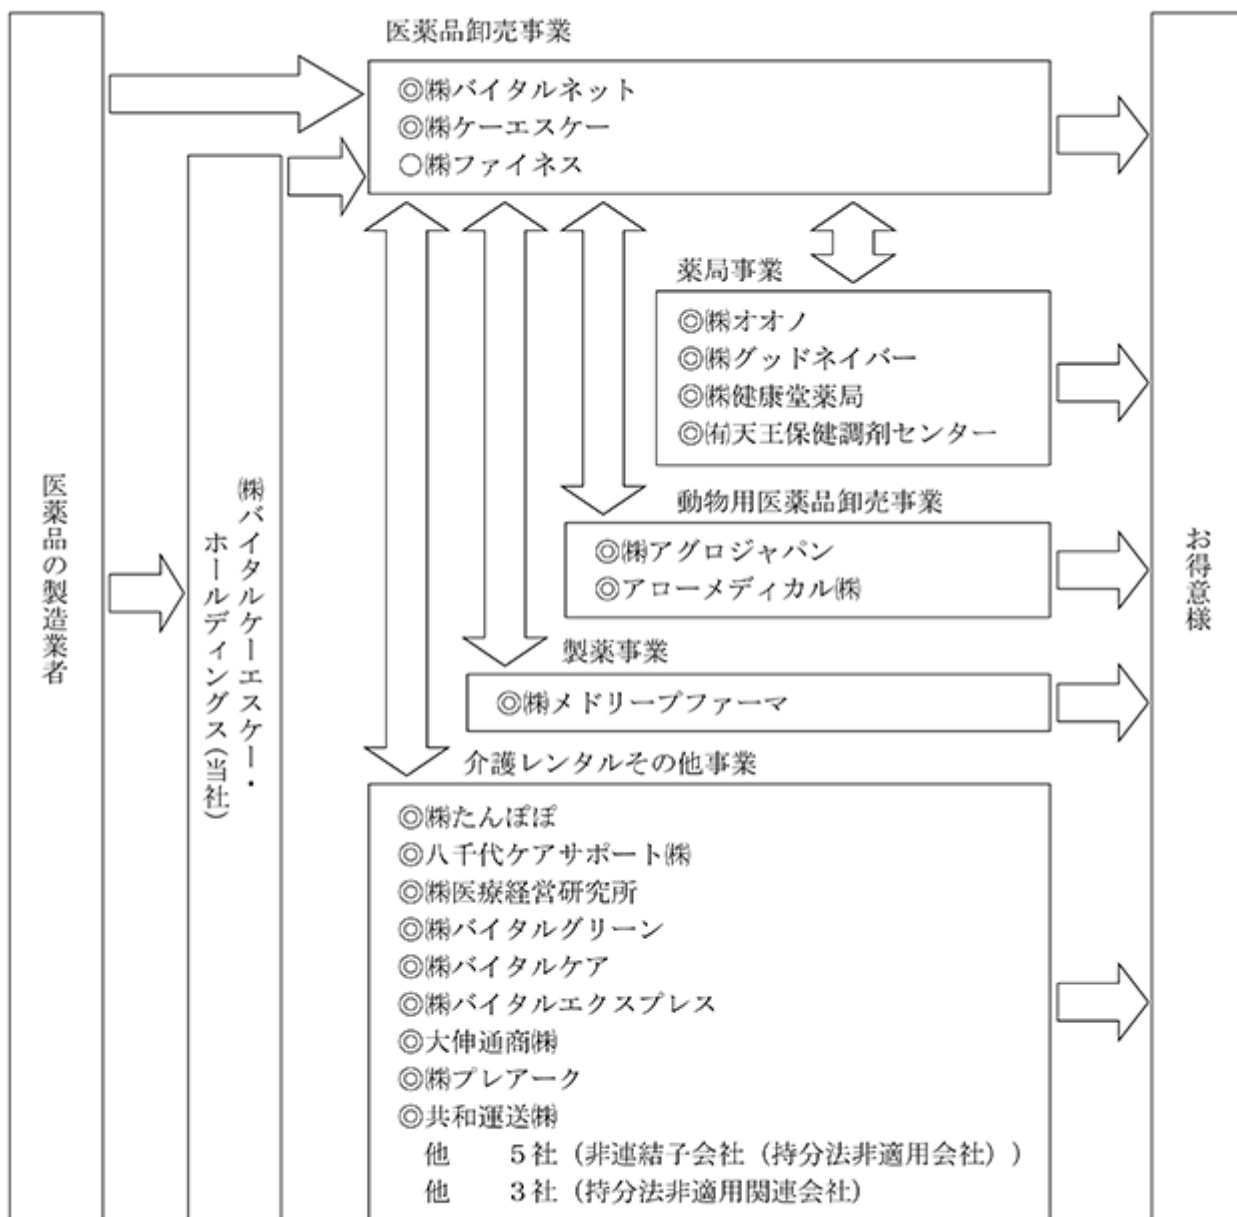 医薬品卸売事業
◎㈱バイタルネット
◎㈱ケーエスケー
○㈱ファイネス
薬局事業
◎㈱オオノ
◎㈱グッドネイバー
◎㈱健康堂薬局
◎㈲天王保健調剤センター
動物用医薬品卸売事業
◎㈱アグロジャパン
◎アローメディカル㈱
製薬事業
◎㈱メドリープファーマ
介護レンタルその他事業
◎㈱たんぽぽ
◎八千代ケアサポート㈱
◎㈱医療経営研究所
◎㈱バイタルグリーン
◎㈱バイタルケア
◎㈱バイタルエクスプレス
◎大伸通商㈱
◎㈱プレアーク
◎共和運送㈱
他　　5社（非連結子会社（持分法非適用会社））
他　　3社（持分法非適用関連会社）
医薬品の製造業者
㈱バイタルケーエスケー・
ホールディングス(当社)
お得意様